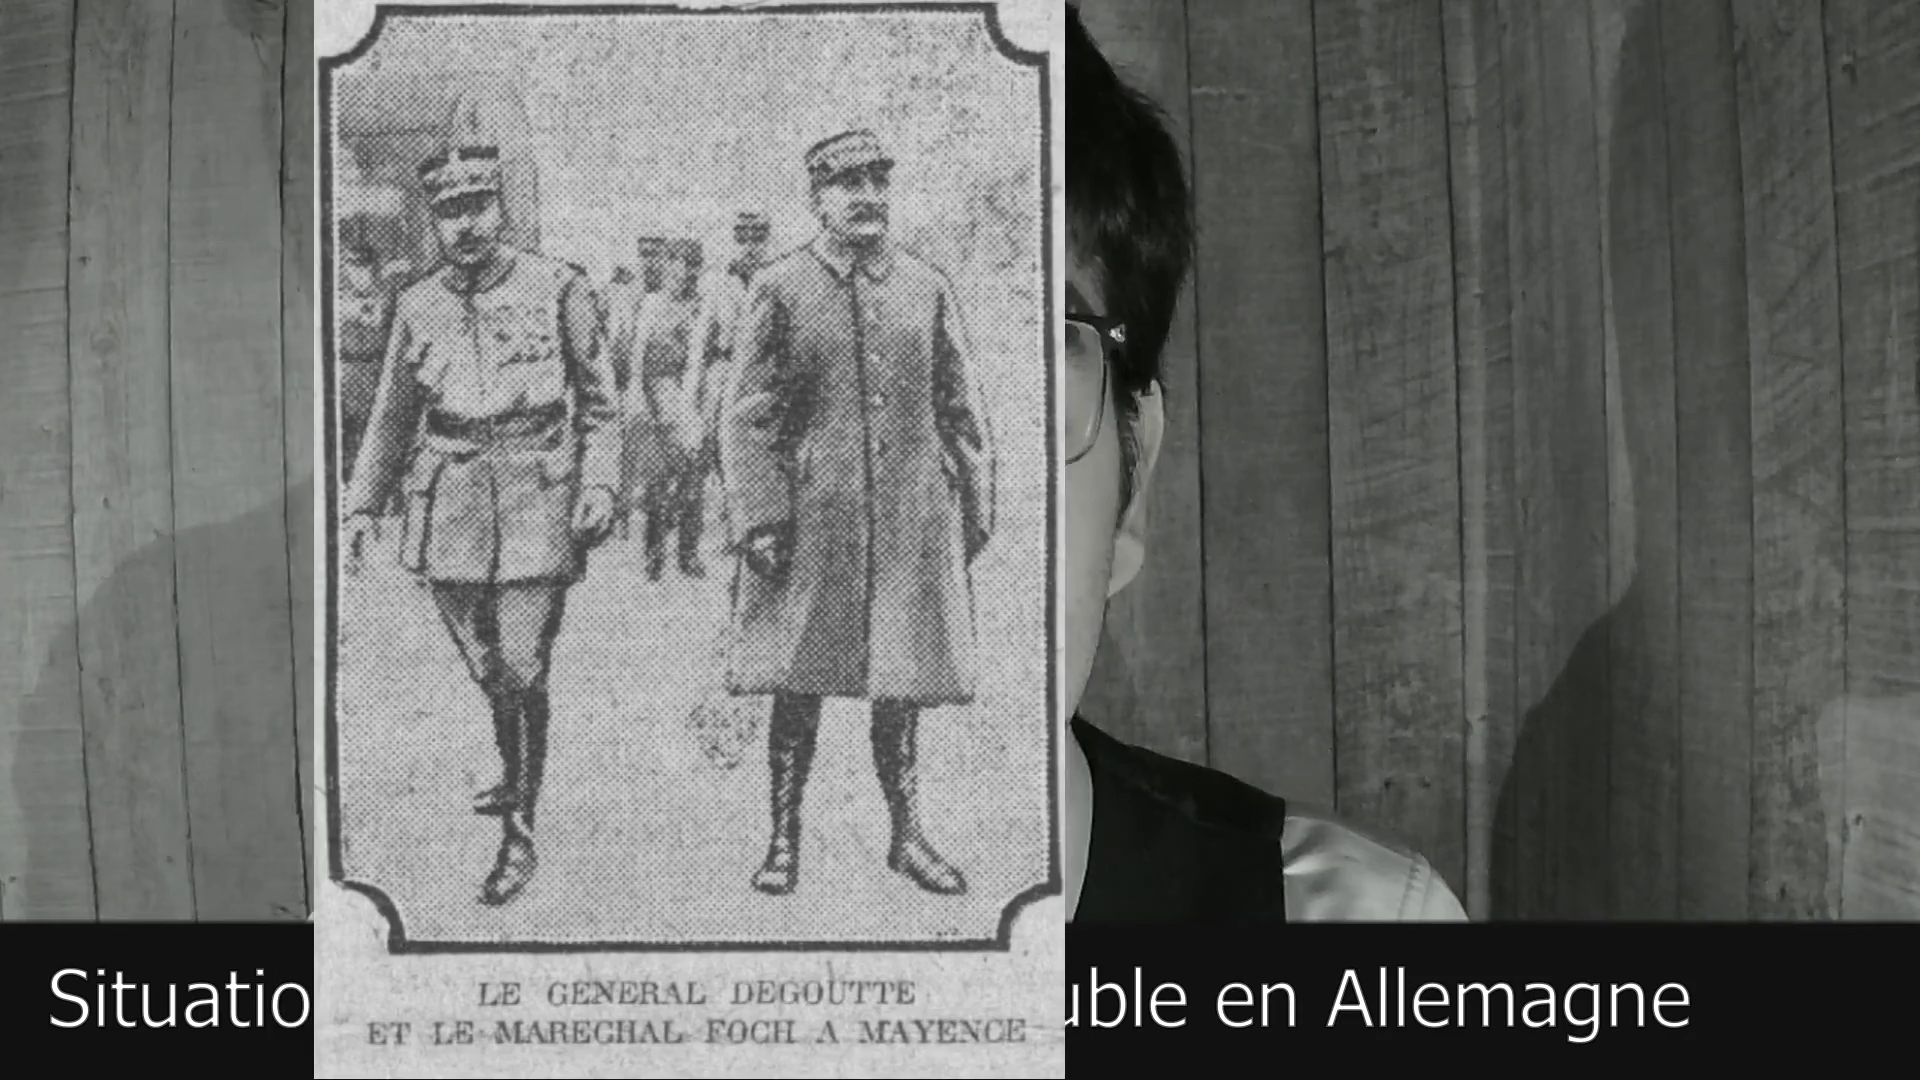 LE GENERAL DEGOUTTE
ET LE MARECHAL FOCH A MAYENCE
Situatio uble en Allemagne